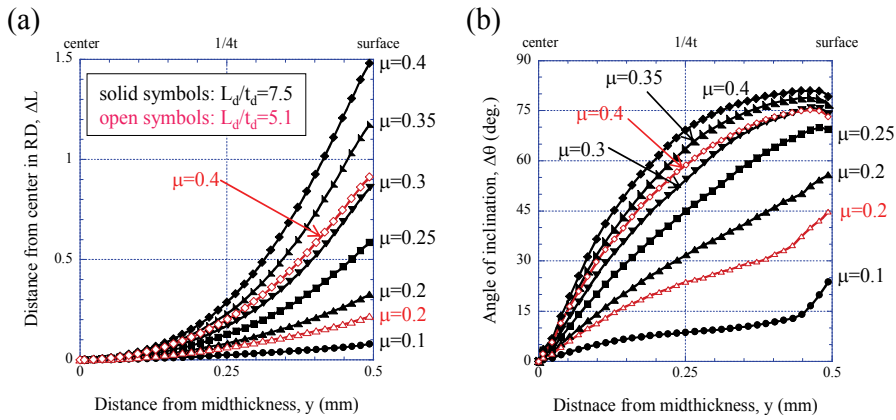 (a)
center
1/4t
surface
1.5
1
0.5
0
Distance from center in RD, ΔL
solid symbols: Ld/td=7.5
open symbols: Ld/td=5.1
μ=0.4
μ=0.4
μ=0.35
μ=0.3
μ=0.25
μ=0.2
μ=0.2
μ=0.1
0
0.25
0.5
Distance from midthickness, y (mm)
(b)
center
1/4t
surface
90
75
60
45
30
15
0
Angle of inclination, Δθ (deg.)
μ=0.35
μ=0.4
μ=0.4
μ=0.3
μ=0.25
μ=0.2
μ=0.2
μ=0.1
0
0.25
0.5
Distnace from midthickness, y (mm)